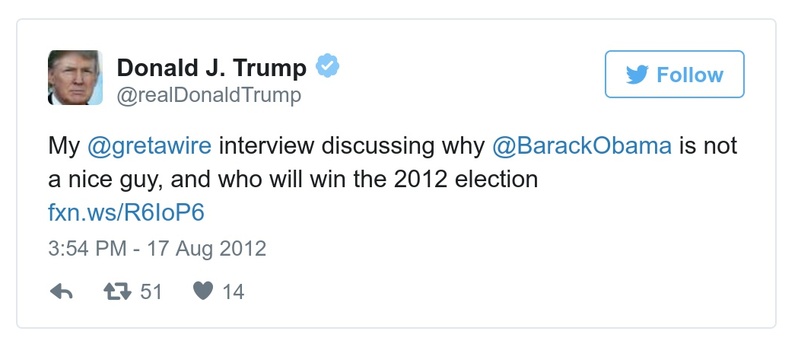 Donald J. Trump
@realDonaldTrump
Follow
My @gretawire interview discussing why @BarackObama is not
a nice guy, and who will win the 2012 election
fxn.ws/R6IoP6
3:54 PM - 17 Aug 2012
51 14